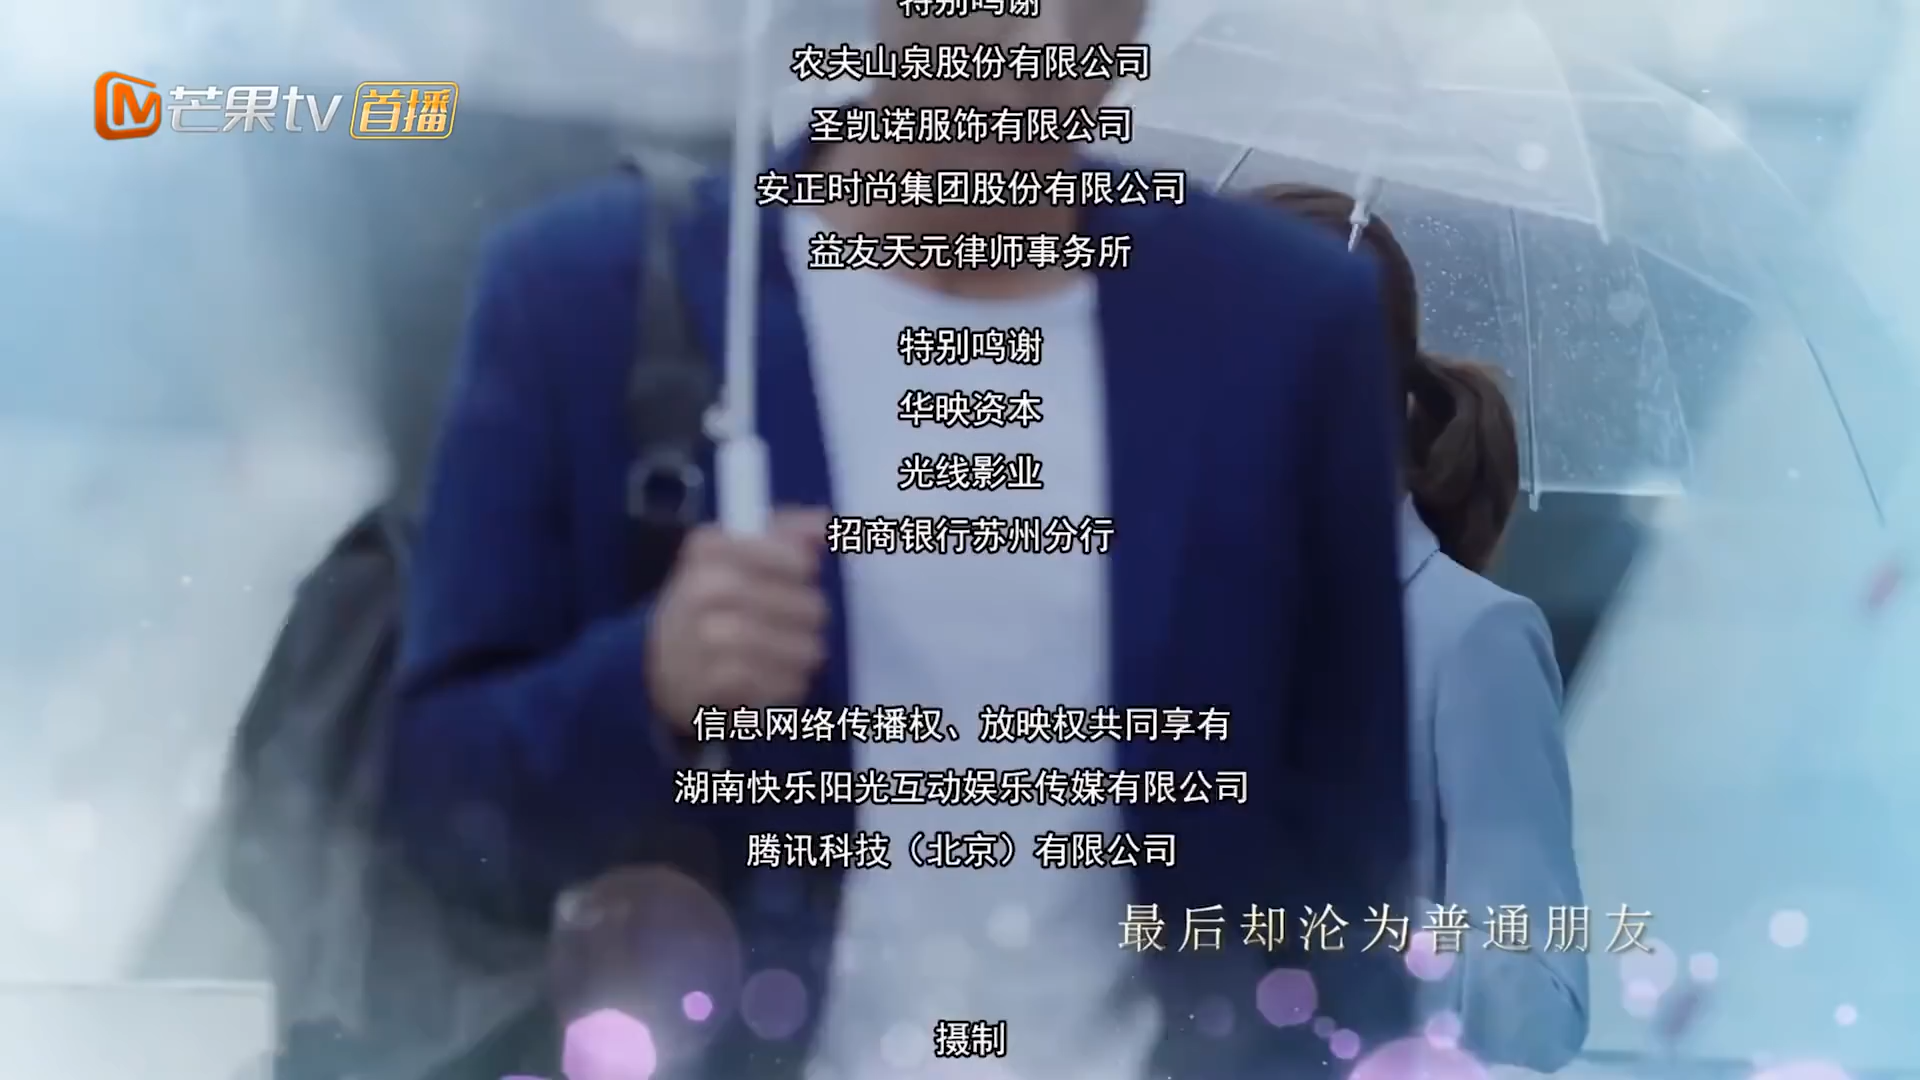 特别鸣谢
农夫山泉股份有限公司
芒果tv 首播
圣凯诺服饰有限公司
安正时尚集团股份有限公司
益友天元律师事务所
特别鸣谢
华映资本
光线影业
招商银行苏州分行
信息网络传播权、放映权共同享有
湖南快乐阳光互动娱乐传媒有限公司
腾讯科技（北京）有限公司
最后却沦为普通朋友
摄制